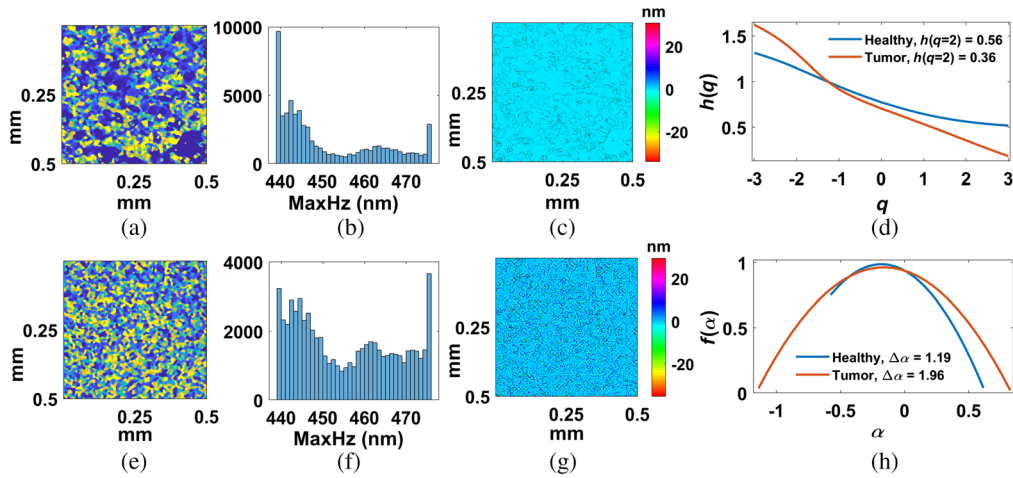 0.25
0.5
mm
0.25
0.5
mm
(a)
10000
5000
0
440
450
460
470
MaxHz (nm)
(b)
0.25
0.5
mm
0.25
0.5
mm
(c)
nm
20
0
-20
1.5
1
0.5
h(q)
Healthy, h(q=2) = 0.56
Tumor, h(q=2) = 0.36
-3
-2
-1
0
1
2
3
q
(d)
0.25
0.5
mm
0.25
0.5
mm
(e)
4000
2000
0
440
450
460
470
MaxHz (nm)
(f)
0.25
0.5
mm
0.25
0.5
mm
(g)
nm
20
0
-20
1
0.5
0
f(α)
Healthy, Δα = 1.19
Tumor, Δα = 1.96
-1
-0.5
0
0.5
α
(h)